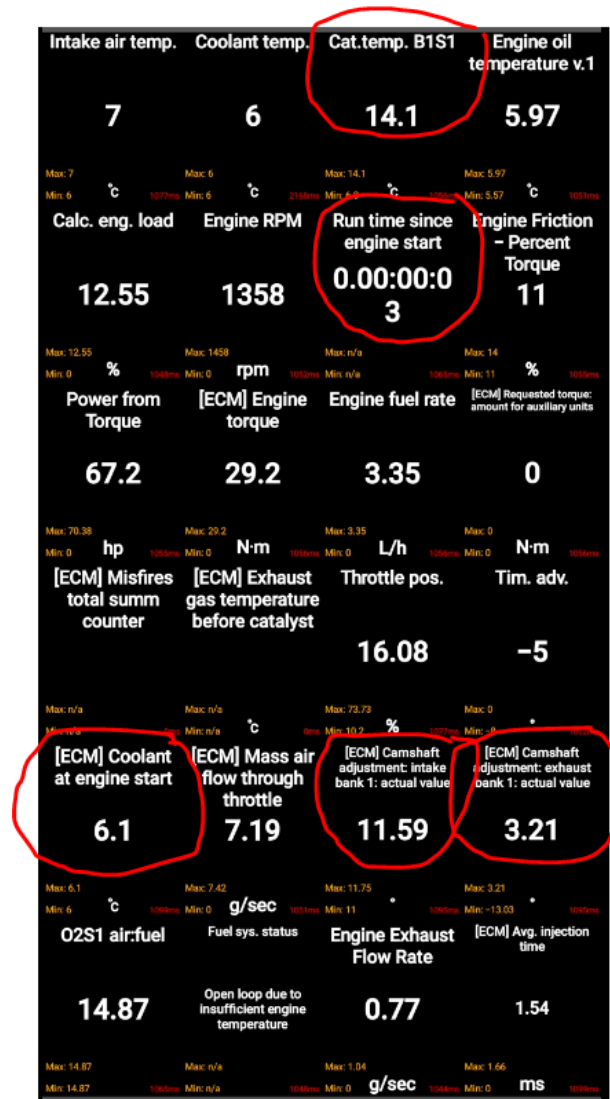 Intake air temp. Coolant temp. Cat.temp. B1S1 Engine oil
temperature v.1
7 6 14.1 5.97
Max: 7 Max: 6 Max: 14.1 Max: 5.97
Min: 6 °C 1077ms Min: 6 °C 2168ms Min: °C Min: 5.57 °C 1051ms
Calc. eng. load Engine RPM Run time since Engine Friction
engine start – Percent
Torque
0.00:00:0
12.55 1358 3 11
Max: 12.55 Max: 1458 Max: n/a Max: 14
Min: 0 % 1048ms Min: 0 rpm 1052ms Min: n/a 1065ms Min: 11 % 1055ms
Power from [ECM] Engine Engine fuel rate [ECM] Requested torque:
Torque torque amount for auxiliary units
67.2 29.2 3.35 0
Max: 70.38 Max: 29.2 Max: 3.35 Max: 0
Min: 0 hp 1055ms Min: 0 N·m 1056ms Min: 0 L/h 1056ms Min: 0 N·m 1056ms
[ECM] Misfires [ECM] Exhaust Throttle pos. Tim. adv.
total summ gas temperature
counter before catalyst
16.08 −5
Max: n/a Max: n/a Max: 73.73 Max: 0
Min: n/a 0ms Min: n/a °C 0ms Min: 10.2 % 1077ms Min: °
[ECM] Coolant [ECM] Mass air [ECM] Camshaft [ECM] Camshaft
at engine start flow through adjustment: intake adjustment: exhaust
throttle bank 1: actual value bank 1: actual value
6.1 7.19 11.59 3.21
Max: 6.1 Max: 7.42 Max: 11.75 Max: 3.21
Min: 6 °C 1099ms Min: 0 g/sec 1051ms Min: 11 ° 1095ms Min: −13.03 ° 1095ms
O2S1 air:fuel Fuel sys. status Engine Exhaust [ECM] Avg. injection
Flow Rate time
14.87 Open loop due to 0.77 1.54
insufficient engine
temperature
Max: 14.87 Max: n/a Max: 1.04 Max: 1.66
Min: 14.87 1065ms Min: n/a 1048ms Min: 0 g/sec 1044ms Min: 0 ms 1099ms